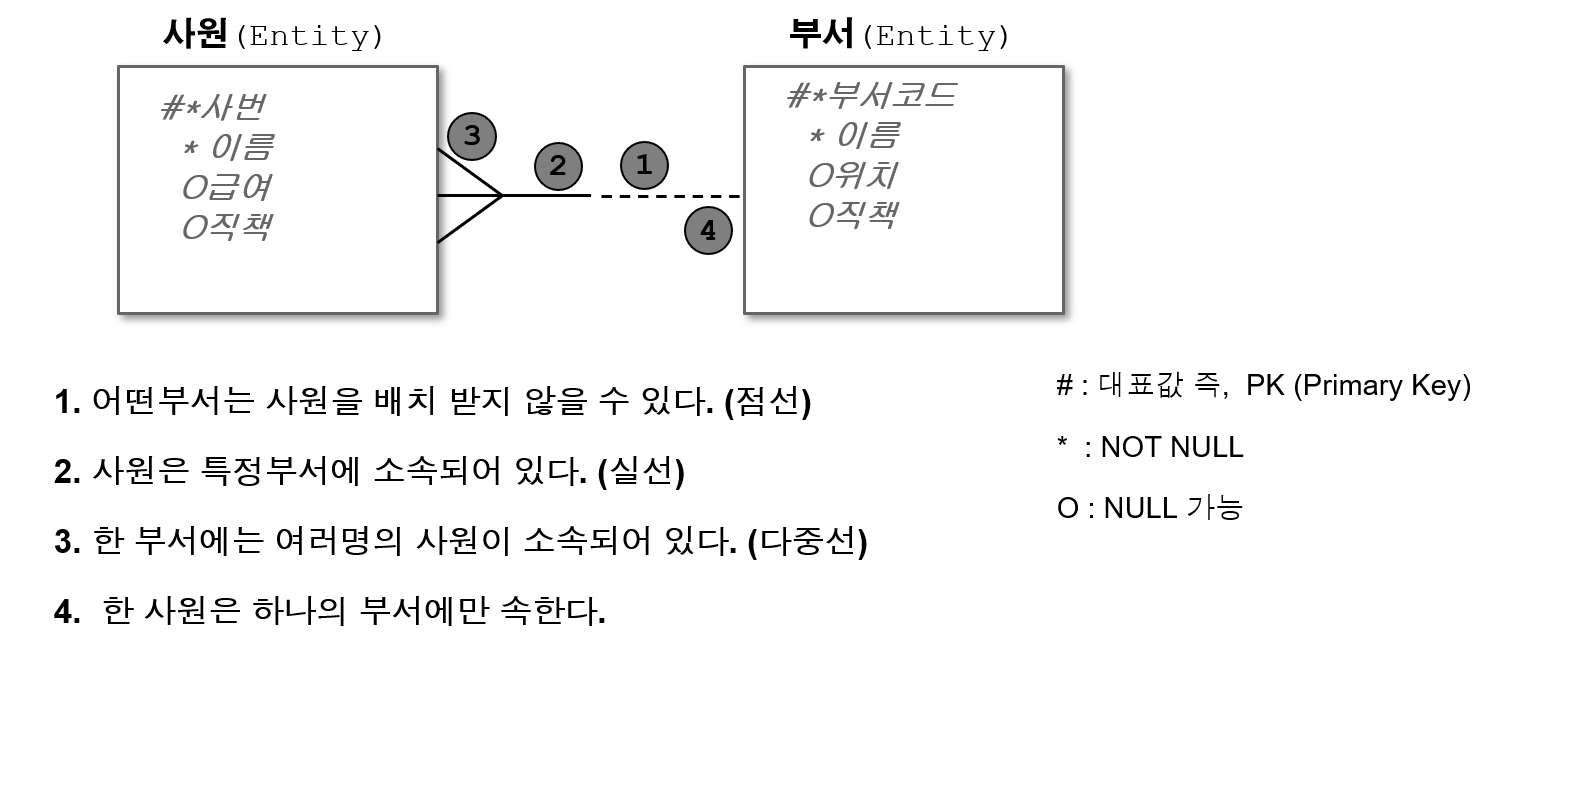 사원(Entity)
#*사번
* 이름
O급여
O직책
3
2
1
4
부서(Entity)
#*부서코드
* 이름
O위치
O직책
1. 어떤부서는 사원을 배치 받지 않을 수 있다. (점선)
2. 사원은 특정부서에 소속되어 있다. (실선)
3. 한 부서에는 여러명의 사원이 소속되어 있다. (다중선)
4. 한 사원은 하나의 부서에만 속한다.
# : 대표값 즉, PK (Primary Key)
* : NOT NULL
O : NULL 가능